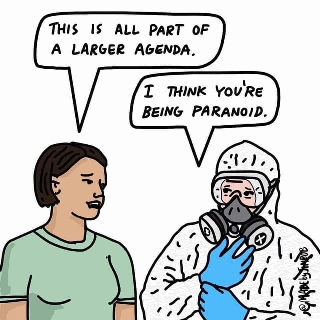 THIS IS ALL PART OF
A LARGER AGENDA.
I THINK YOU'RE
BEING PARANOID.